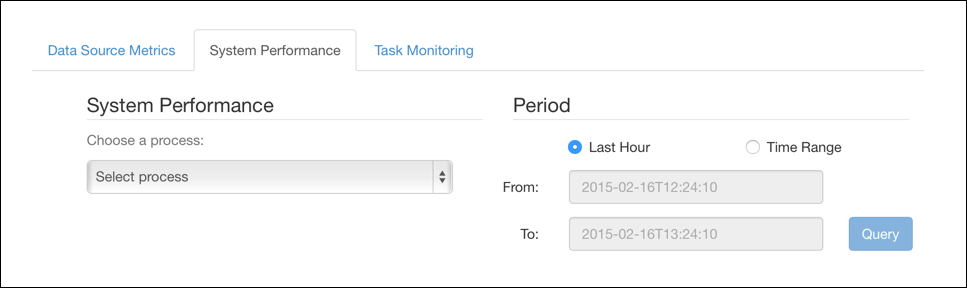 Data Source Metrics System Performance Task Monitoring
System Performance
Choose a process:
Select process
Period
Last Hour Time Range
From: 2015-02-16T12:24:10
To: 2015-02-16T13:24:10 Query